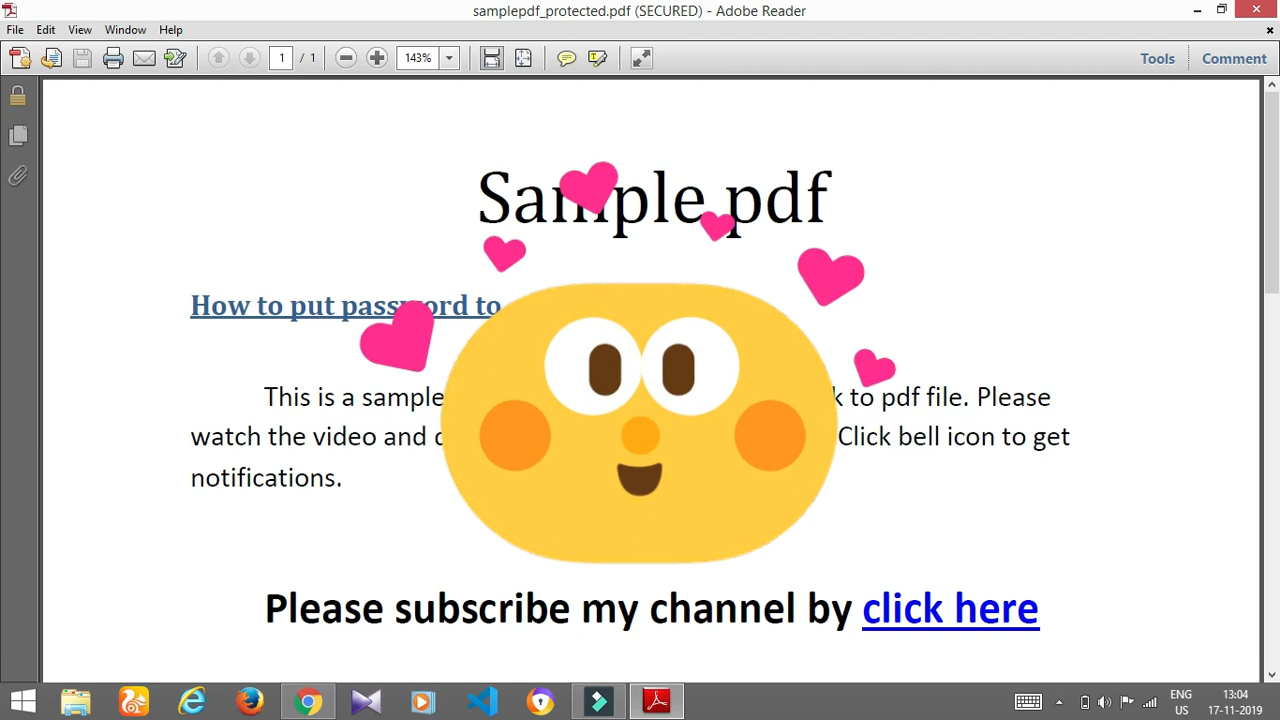 samplepdf_protected.pdf (SECURED) - Adobe Reader
File Edit View Window Help
1 / 1 143% Tools Comment
Sample pdf
How to put password to
This is a sample k to pdf file. Please
watch the video and Click bell icon to get
notifications.
Please subscribe my channel by click here
ENG 13:04
US 17-11-2019